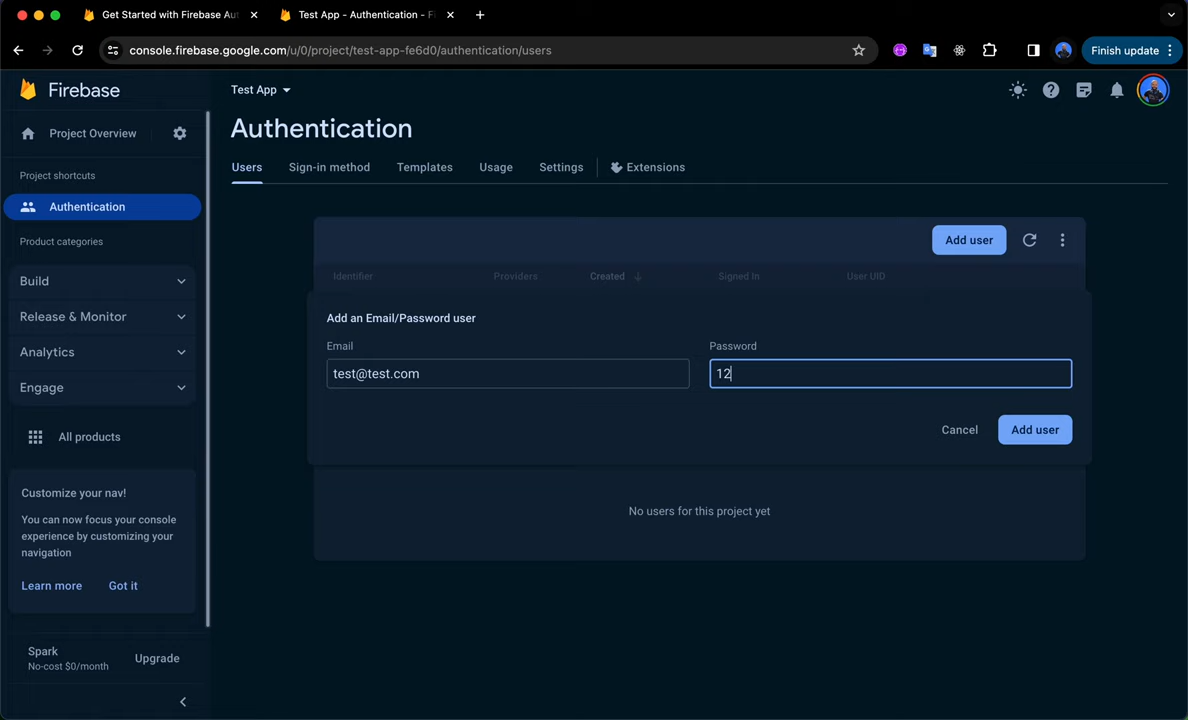 Get Started with Firebase Aut
Test App - Authentication - F
console.firebase.google.com/u/0/project/test-app-fe6d0/authentication/users
Finish update
Firebase
Test App
Project Overview
Authentication
Users
Sign-in method
Templates
Usage
Settings
Extensions
Project shortcuts
Authentication
Product categories
Build
Release & Monitor
Analytics
Engage
All products
Customize your nav!
You can now focus your console
experience by customizing your
navigation
Learn more
Got it
Spark
No-cost $0/month
Upgrade
Add user
Identifier
Providers
Created
Signed In
User UID
Add an Email/Password user
Email
Password
test@test.com
12
Cancel
Add user
No users for this project yet